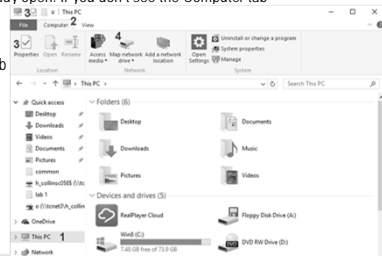 dy open. If you don't see the Computer tab
b
3 This PC
File Computer 2 View
3 4
Properties Open Rename
Access media Map network drive Add a network location
Open Settings
Uninstall or change a program
System properties
Manage
Location Network System
This PC
Search This PC
Quick access
Desktop
Downloads
Videos
Documents
Pictures
common
lab 1
OneDrive
This PC 1
Network
Folders (6)
Desktop Documents
Downloads Music
Pictures Videos
Devices and drives (5)
RealPlayer Cloud Floppy Disk Drive (A:)
Win8 (C:)
7.48 GB free of 73.9 GB
DVD RW Drive (D:)